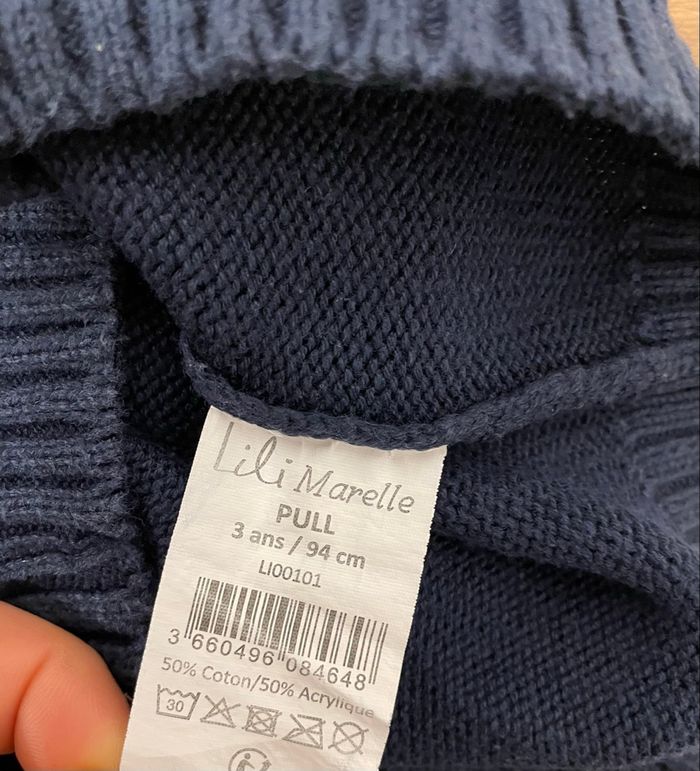 Lili Marelle
PULL
3 ans / 94 cm
LI00101
3 660496 084648
50% Coton/50% Acrylique
30